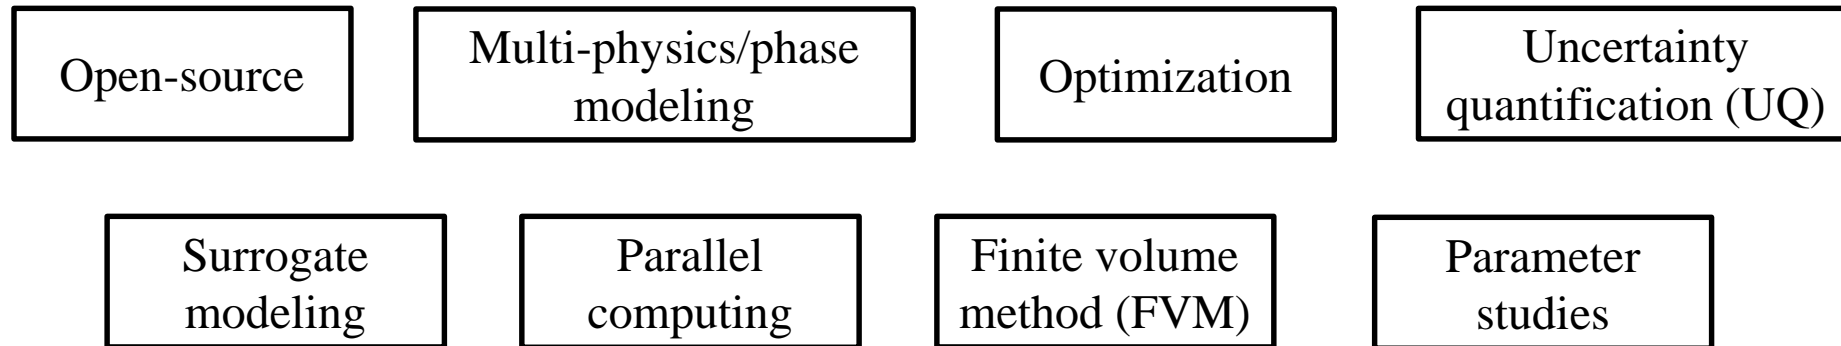 Open-source
Multi-physics/phase
modeling
Optimization
Uncertainty
quantification (UQ)
Surrogate
modeling
Parallel
computing
Finite volume
method (FVM)
Parameter
studies